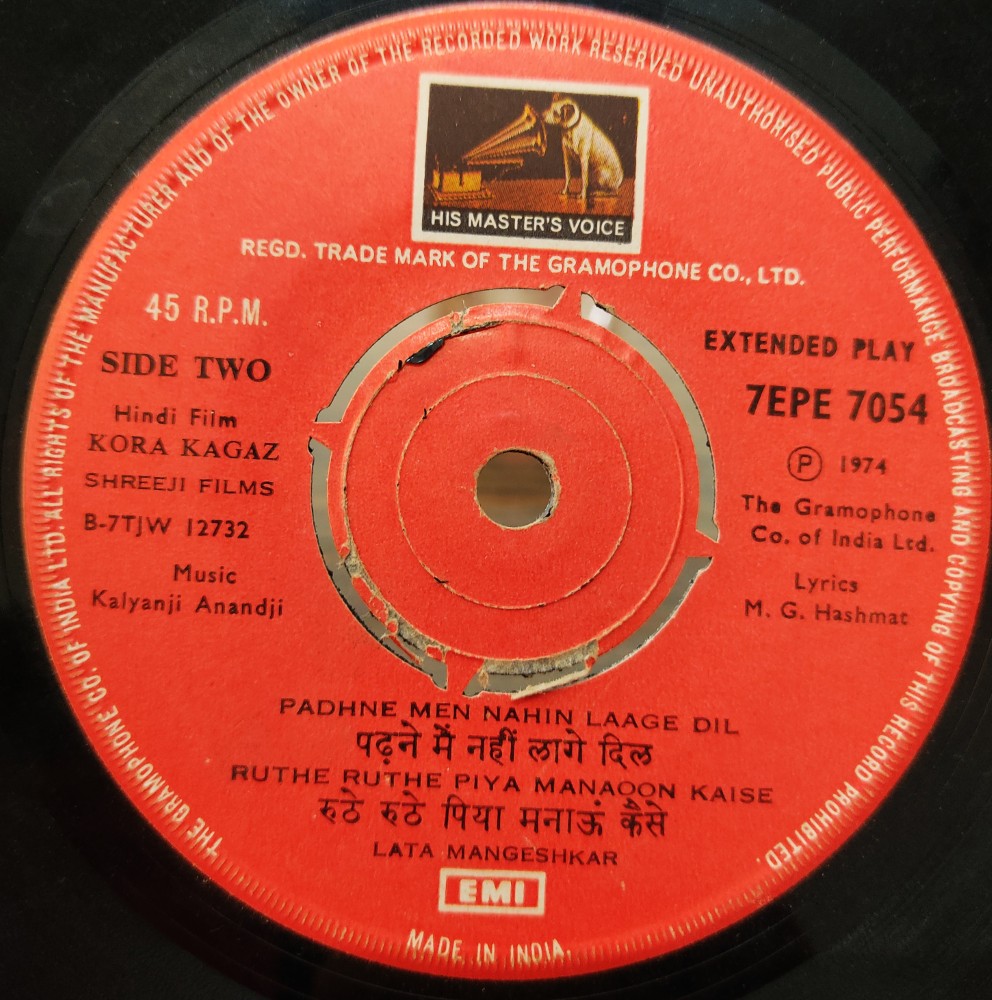 THE GRAMOPHONE CO. OF INDIA LTD. ALL RIGHTS OF THE MANUFACTURER AND OF THE OWNER OF THE RECORDED WORK RESERVED UNAUTHORISED PUBLIC PERFORMANCE BROADCASTING AND COPYING OF THIS RECORD PROHIBITED.
HIS MASTER'S VOICE
REGD. TRADE MARK OF THE GRAMOPHONE CO., LTD.
45 R.P.M.
SIDE TWO
Hindi Film
KORA KAGAZ
SHREEJI FILMS
B-7TJW 12732
Music
Kalyanji Anandji
EXTENDED PLAY
7EPE 7054
Ⓟ 1974
The Gramophone
Co. of India Ltd.
Lyrics
M. G. Hashmat
PADHNE MEN NAHIN LAAGE DIL
पढ़ने में नहीं लागे दिल
RUTHE RUTHE PIYA MANAOON KAISE
रुठे रुठे पिया मनाऊं कैसे
LATA MANGESHKAR
EMI
MADE IN INDIA.